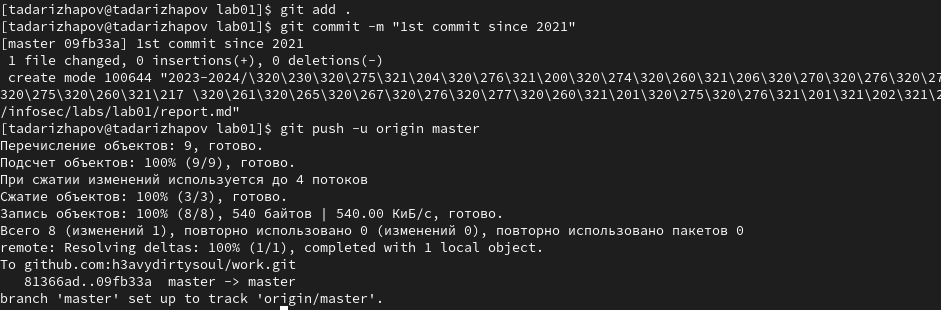 [tadarizhapov@tadarizhapov lab01]$ git add .
[tadarizhapov@tadarizhapov lab01]$ git commit -m "1st commit since 2021"
[master 09fb33a] 1st commit since 2021
 1 file changed, 0 insertions(+), 0 deletions(-)
 create mode 100644 "2023-2024/\320\230\320\275\321\204\320\276\321\200\320\274\320\260\321\206\320\270\320\276\320\27
320\275\320\260\321\217 \320\261\320\265\320\267\320\276\320\277\320\260\321\201\320\275\320\276\321\201\321\202\321\2
/infosec/labs/lab01/report.md"
[tadarizhapov@tadarizhapov lab01]$ git push -u origin master
Перечисление объектов: 9, готово.
Подсчет объектов: 100% (9/9), готово.
При сжатии изменений используется до 4 потоков
Сжатие объектов: 100% (3/3), готово.
Запись объектов: 100% (8/8), 540 байтов | 540.00 КиБ/с, готово.
Всего 8 (изменений 1), повторно использовано 0 (изменений 0), повторно использовано пакетов 0
remote: Resolving deltas: 100% (1/1), completed with 1 local object.
To github.com:h3avydirtysoul/work.git
   81366ad..09fb33a  master -> master
branch 'master' set up to track 'origin/master'.